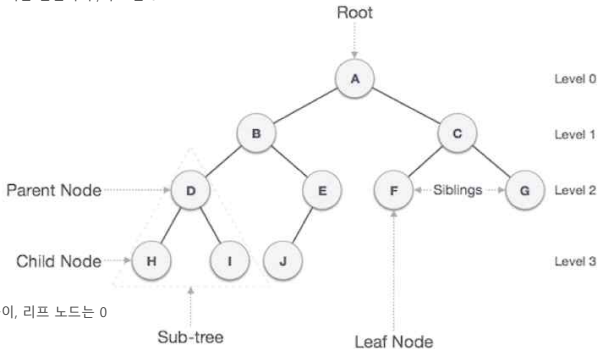 Root
A
Level 0
B
C
Level 1
Parent Node
D
E
F
Siblings
G
Level 2
Child Node
H
I
J
Level 3
이, 리프 노드는 0
Sub-tree
Leaf Node